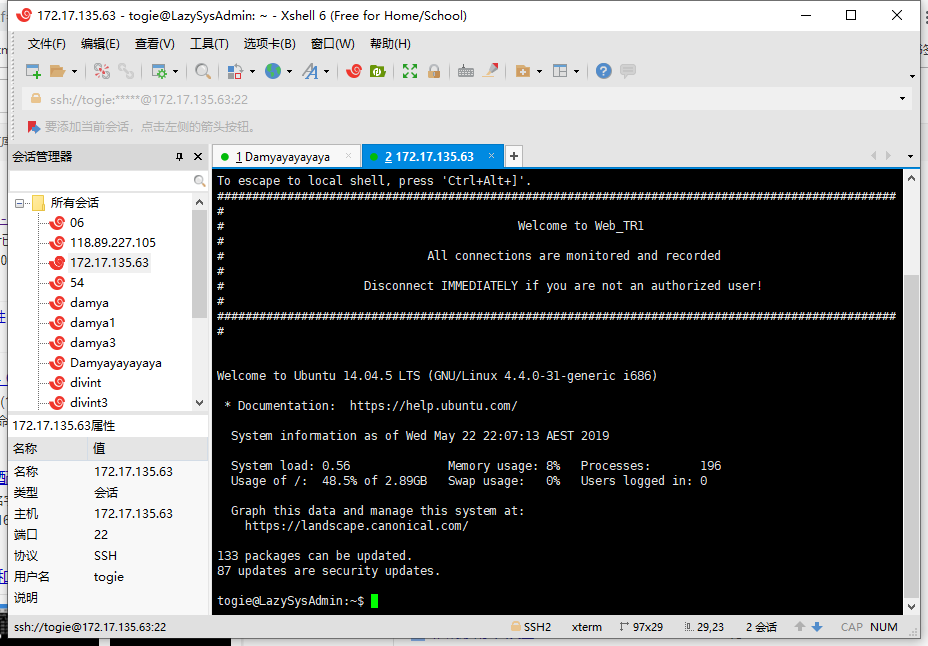 172.17.135.63 - togie@LazySysAdmin: ~ - Xshell 6 (Free for Home/School)
文件(F) 编辑(E) 查看(V) 工具(T) 选项卡(B) 窗口(W) 帮助(H)
ssh://togie:*****@172.17.135.63:22
要添加当前会话，点击左侧的箭头按钮。
会话管理器
1 Damyayayayaya
2 172.17.135.63
所有会话
06
118.89.227.105
172.17.135.63
54
damya
damya1
damya3
Damyayayayaya
divint
divint3
172.17.135.63属性
名称 值
名称 172.17.135.63
类型 会话
主机 172.17.135.63
端口 22
协议 SSH
用户名 togie
说明
To escape to local shell, press 'Ctrl+Alt+]'.
#################################################################################################
#
# Welcome to Web_TR1
#
# All connections are monitored and recorded
#
# Disconnect IMMEDIATELY if you are not an authorized user!
#
#################################################################################################
#
Welcome to Ubuntu 14.04.5 LTS (GNU/Linux 4.4.0-31-generic i686)
* Documentation: https://help.ubuntu.com/
System information as of Wed May 22 22:07:13 AEST 2019
System load: 0.56 Memory usage: 8% Processes: 196
Usage of /: 48.5% of 2.89GB Swap usage: 0% Users logged in: 0
Graph this data and manage this system at:
https://landscape.canonical.com/
133 packages can be updated.
87 updates are security updates.
togie@LazySysAdmin:~$
ssh://togie@172.17.135.63:22 SSH2 xterm 97x29 29,23 2 会话 CAP NUM